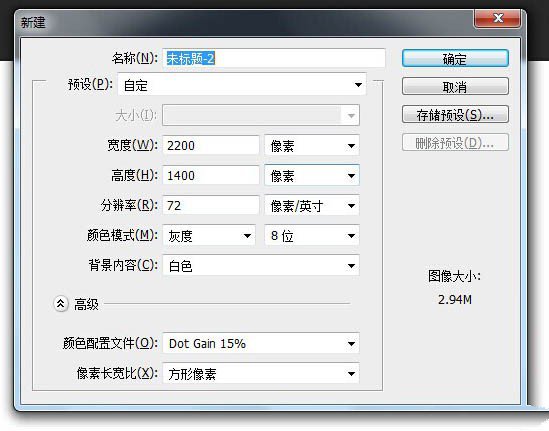 新建
名称(N): 未标题-2
确定
预设(P): 自定
取消
大小(I):
存储预设(S)...
宽度(W): 2200 像素
删除预设(D)...
高度(H): 1400 像素
分辨率(R): 72 像素/英寸
颜色模式(M): 灰度 8 位
背景内容(C): 白色
图像大小:
2.94M
高级
颜色配置文件(O): Dot Gain 15%
像素长宽比(X): 方形像素